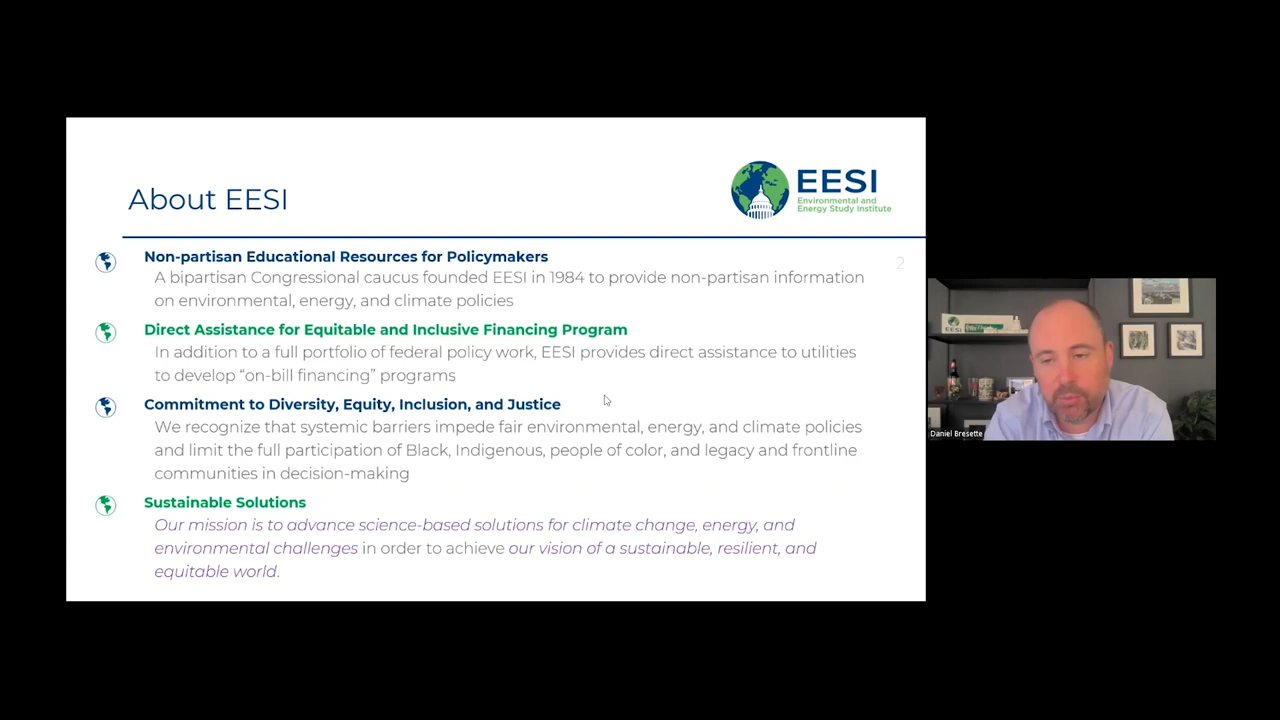 About EESI
EESI
Environmental and
Energy Study Institute
2
Non-partisan Educational Resources for Policymakers
A bipartisan Congressional caucus founded EESI in 1984 to provide non-partisan information
on environmental, energy, and climate policies
Direct Assistance for Equitable and Inclusive Financing Program
In addition to a full portfolio of federal policy work, EESI provides direct assistance to utilities
to develop “on-bill financing” programs
Commitment to Diversity, Equity, Inclusion, and Justice
We recognize that systemic barriers impede fair environmental, energy, and climate policies
and limit the full participation of Black, Indigenous, people of color, and legacy and frontline
communities in decision-making
Sustainable Solutions
Our mission is to advance science-based solutions for climate change, energy, and
environmental challenges in order to achieve our vision of a sustainable, resilient, and
equitable world.
Daniel Bresette